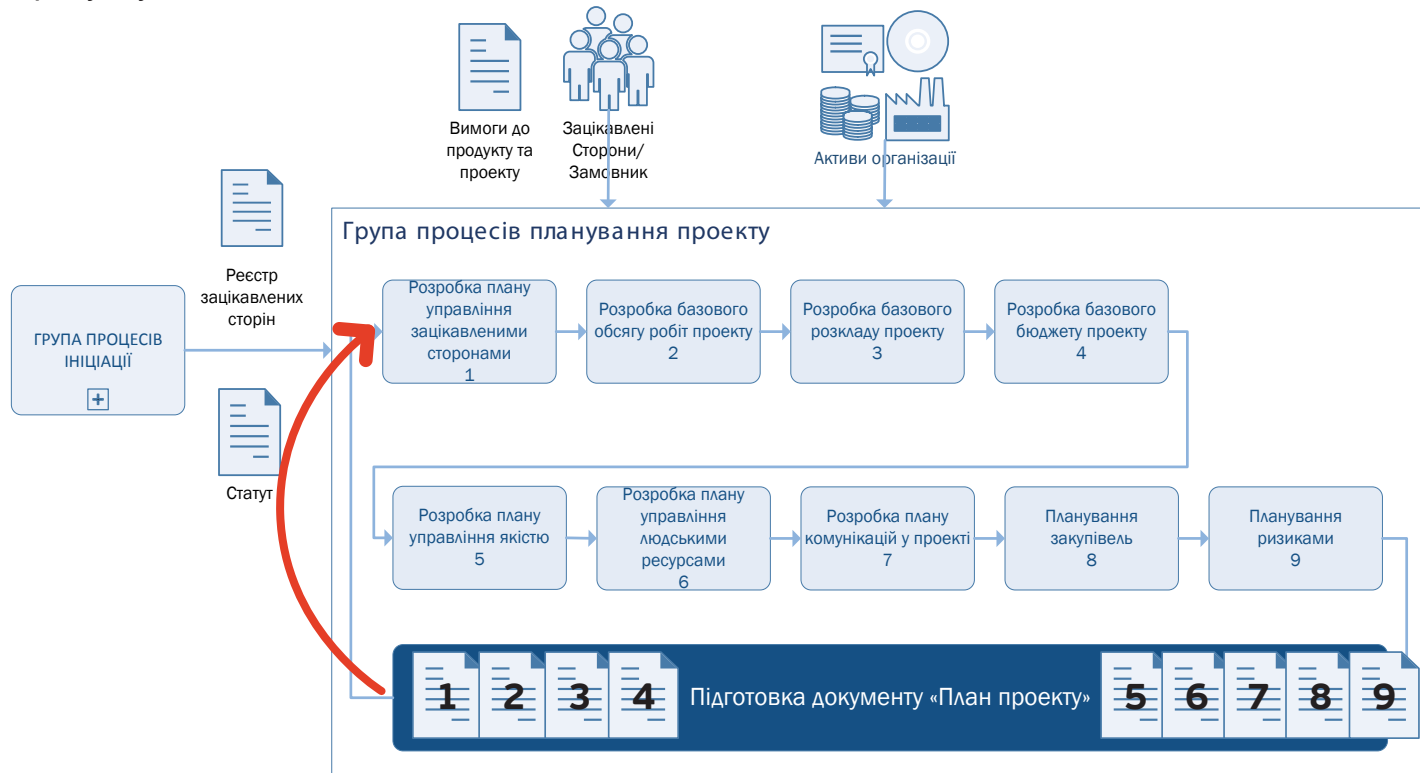 Вимоги до
продукту та
проекту
Зацікавлені
Сторони/
Замовник
Активи організації
Реєстр
зацікавлених
сторін
Статут
ГРУПА ПРОЦЕСІВ
ІНІЦІАЦІЇ
Група процесів планування проекту
Розробка плану
управління
зацікавленими
сторонами
1
Розробка базового
обсягу робіт проекту
2
Розробка базового
розкладу проекту
3
Розробка базового
бюджету проекту
4
Розробка плану
управління якістю
5
Розробка плану
управління
людськими
ресурсами
6
Розробка плану
комунікацій у проекті
7
Планування
закупівель
8
Планування
ризиками
9
1 2 3 4 Підготовка документу «План проекту» 5 6 7 8 9